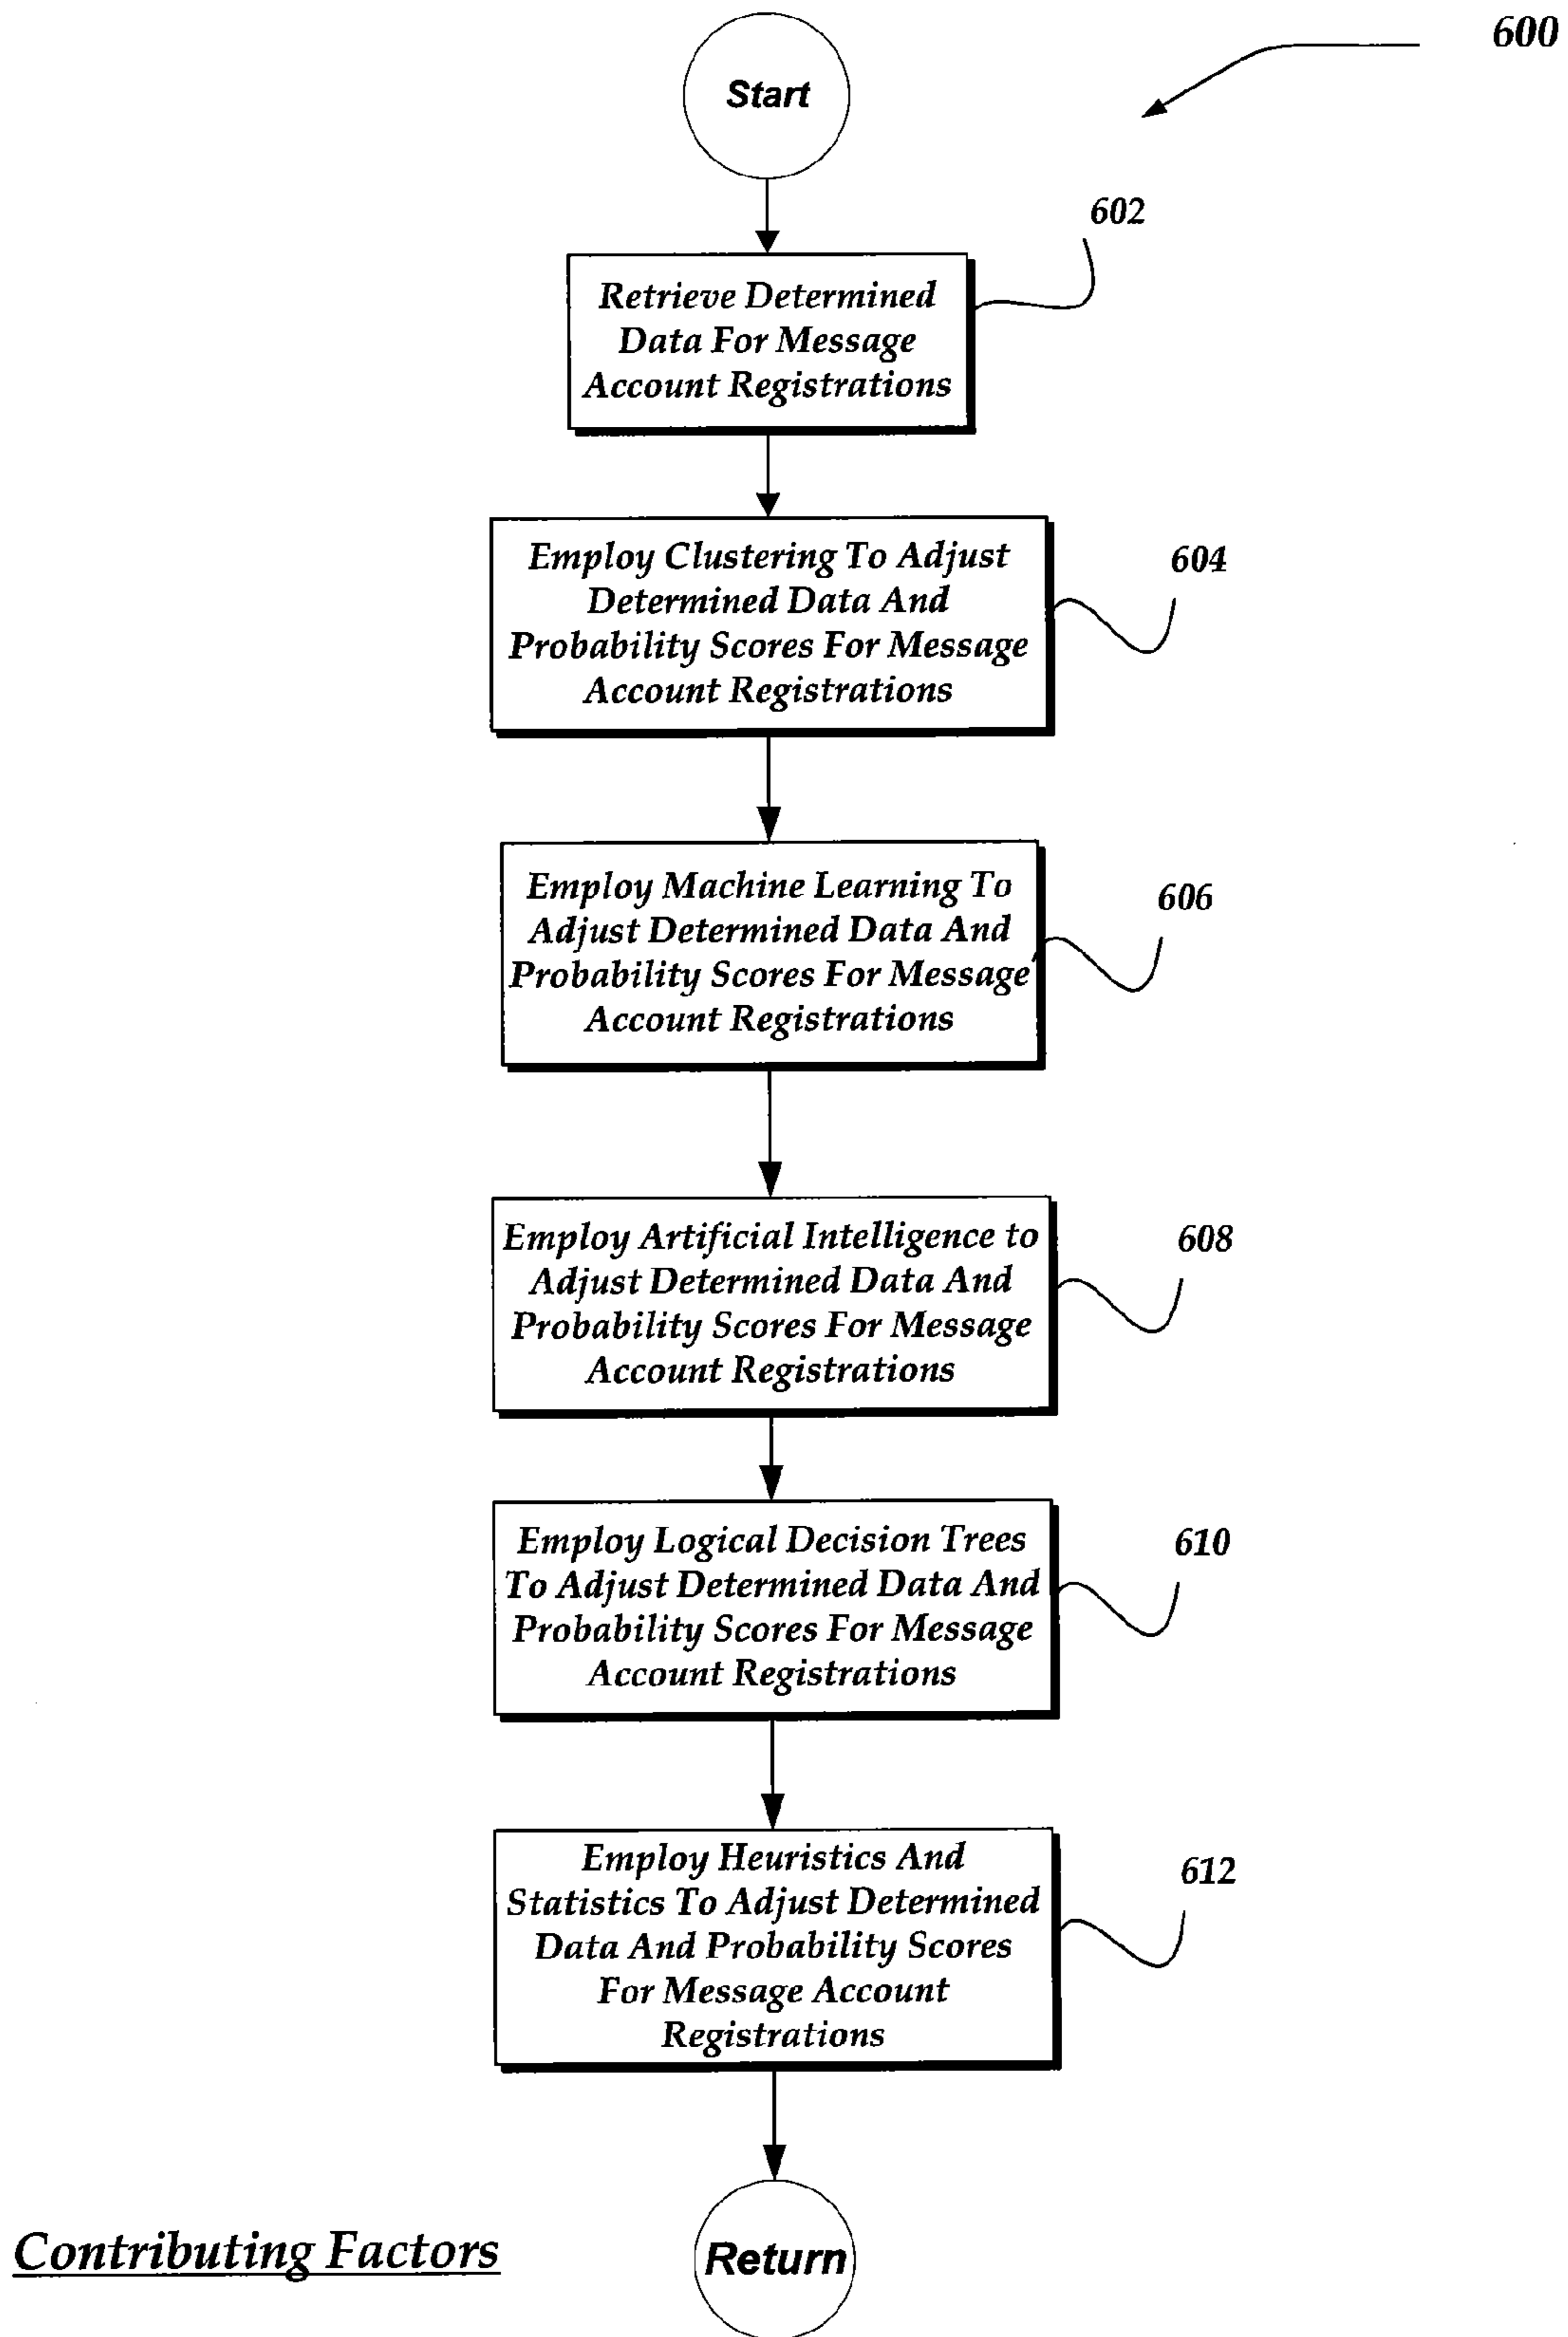 600
Start
602
Retrieve Determined
Data For Message
Account Registrations
604
Employ Clustering To Adjust
Determined Data And
Probability Scores For Message
Account Registrations
606
Employ Machine Learning To
Adjust Determined Data And
Probability Scores For Message
Account Registrations
608
Employ Artificial Intelligence to
Adjust Determined Data And
Probability Scores For Message
Account Registrations
610
Employ Logical Decision Trees
To Adjust Determined Data And
Probability Scores For Message
Account Registrations
612
Employ Heuristics And
Statistics To Adjust Determined
Data And Probability Scores
For Message Account
Registrations
Contributing Factors
Return